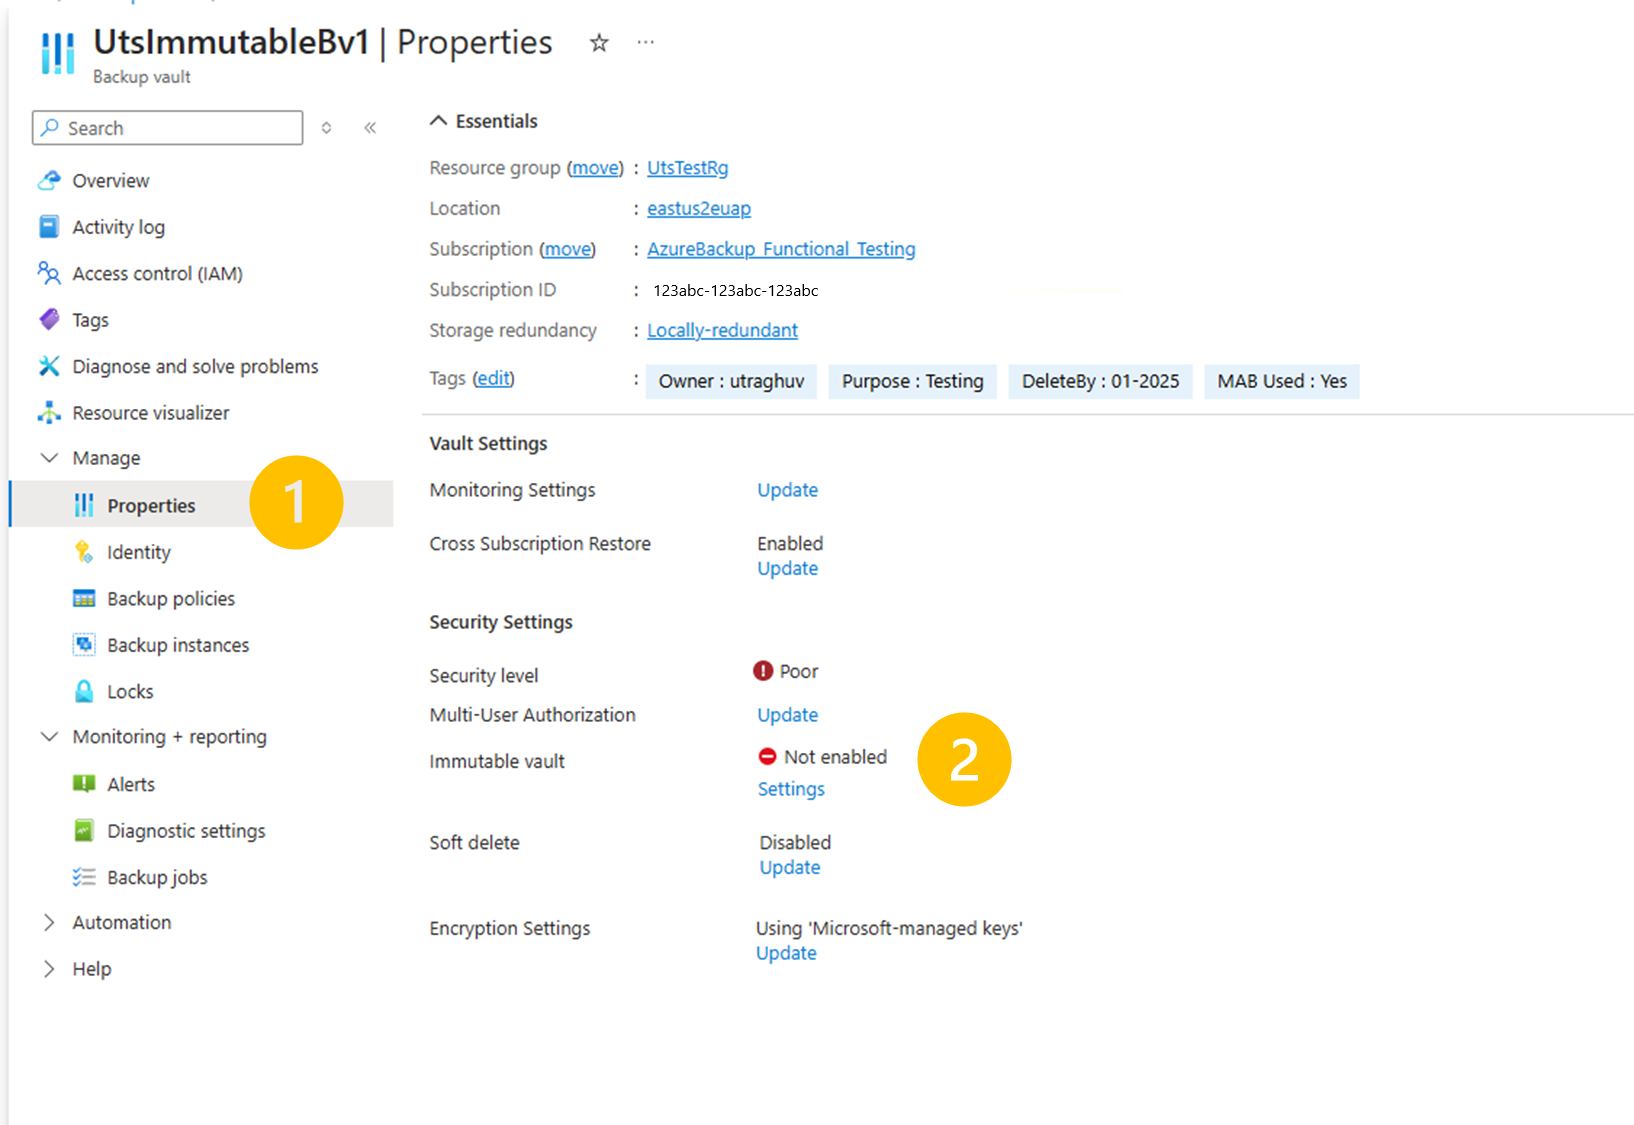 UtsImmutableBv1 | Properties
Backup vault
Search
Overview
Activity log
Access control (IAM)
Tags
Diagnose and solve problems
Resource visualizer
Manage
Properties
1
Identity
Backup policies
Backup instances
Locks
Monitoring + reporting
Alerts
Diagnostic settings
Backup jobs
Automation
Help
Essentials
Resource group (move) : UtsTestRg
Location : eastus2euap
Subscription (move) : AzureBackup_Functional_Testing
Subscription ID : 123abc-123abc-123abc
Storage redundancy : Locally-redundant
Tags (edit) : Owner : utraghuv Purpose : Testing DeleteBy : 01-2025 MAB Used : Yes
Vault Settings
Monitoring Settings Update
Cross Subscription Restore Enabled
Update
Security Settings
Security level Poor
Multi-User Authorization Update
Immutable vault Not enabled
Settings
2
Soft delete Disabled
Update
Encryption Settings Using 'Microsoft-managed keys'
Update